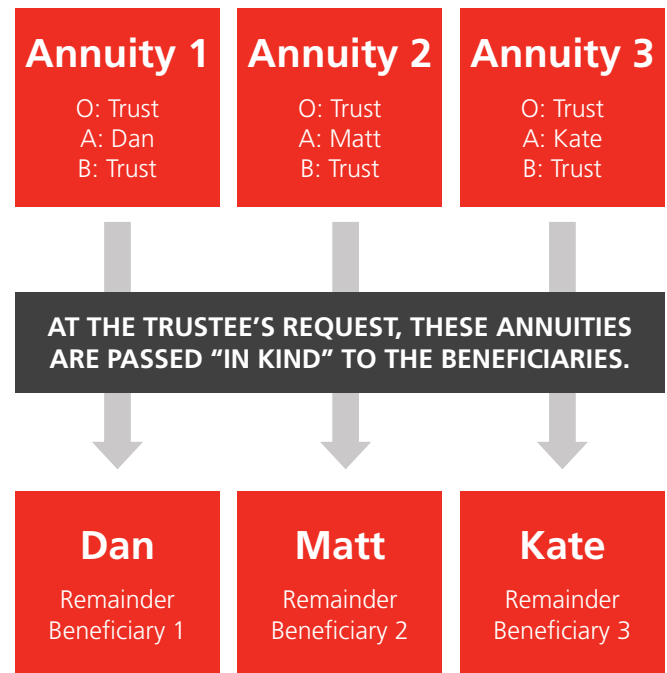 Annuity 1
O: Trust
A: Dan
B: Trust
Annuity 2
O: Trust
A: Matt
B: Trust
Annuity 3
O: Trust
A: Kate
B: Trust
AT THE TRUSTEE’S REQUEST, THESE ANNUITIES
ARE PASSED “IN KIND” TO THE BENEFICIARIES.
Dan
Remainder
Beneficiary 1
Matt
Remainder
Beneficiary 2
Kate
Remainder
Beneficiary 3